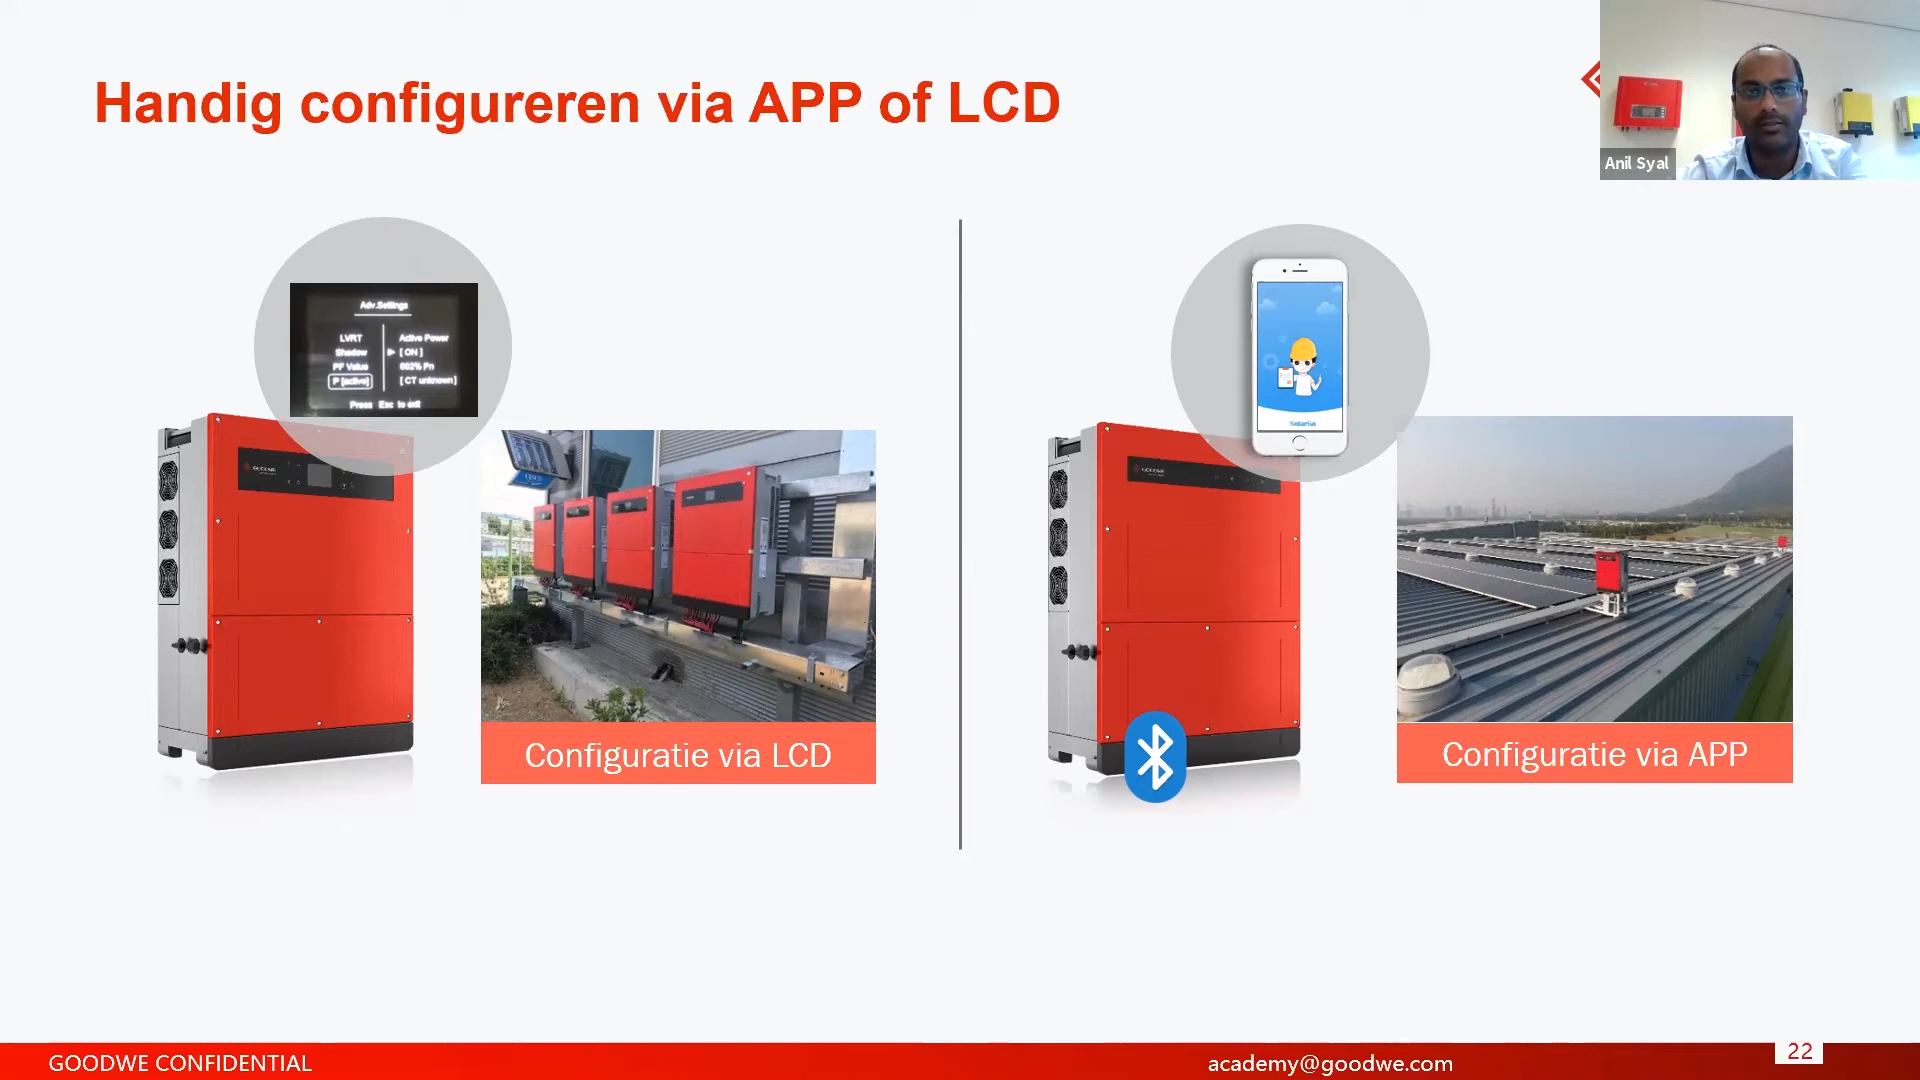 Handig configureren via APP of LCD
Anil Syal
Adv.Settings
LVRT
Shadow
PF Value
P [active]
Active Power
[ ON ]
002% Pn
[ CT unknown ]
Press Esc to exit
GOODWE
GOODWE
Configuratie via LCD
Configuratie via APP
GOODWE CONFIDENTIAL
academy@goodwe.com
22